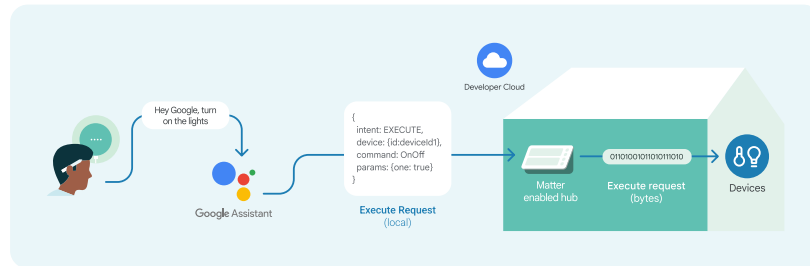 Developer Cloud
Hey Google, turn
on the lights
{
intent: EXECUTE,
device: {id:deviceId1},
command: OnOff
params: {one: true}
}
01101001011010111010
Matter
enabled hub
Execute request
(bytes)
Devices
Google Assistant
Execute Request
(local)